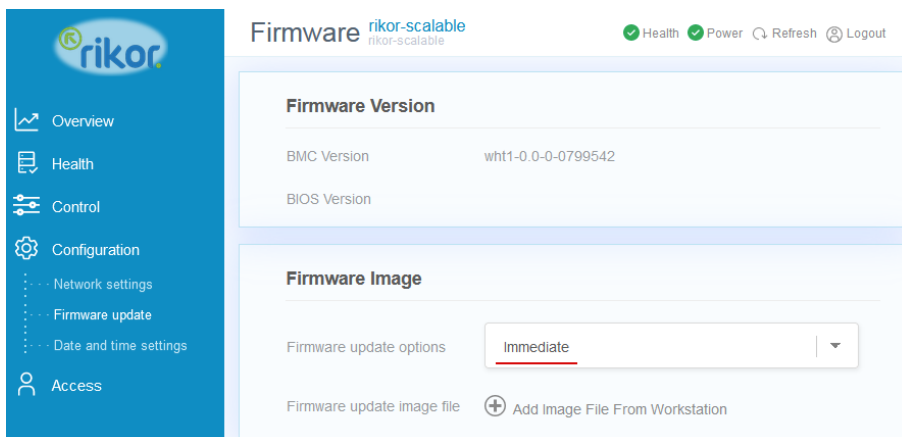 rikor
Overview
Health
Control
Configuration
Network settings
Firmware update
Date and time settings
Access
Firmware rikor-scalable
rikor-scalable
Health Power Refresh Logout
Firmware Version
BMC Version wht1-0.0-0-0799542
BIOS Version
Firmware Image
Firmware update options Immediate
Firmware update image file Add Image File From Workstation